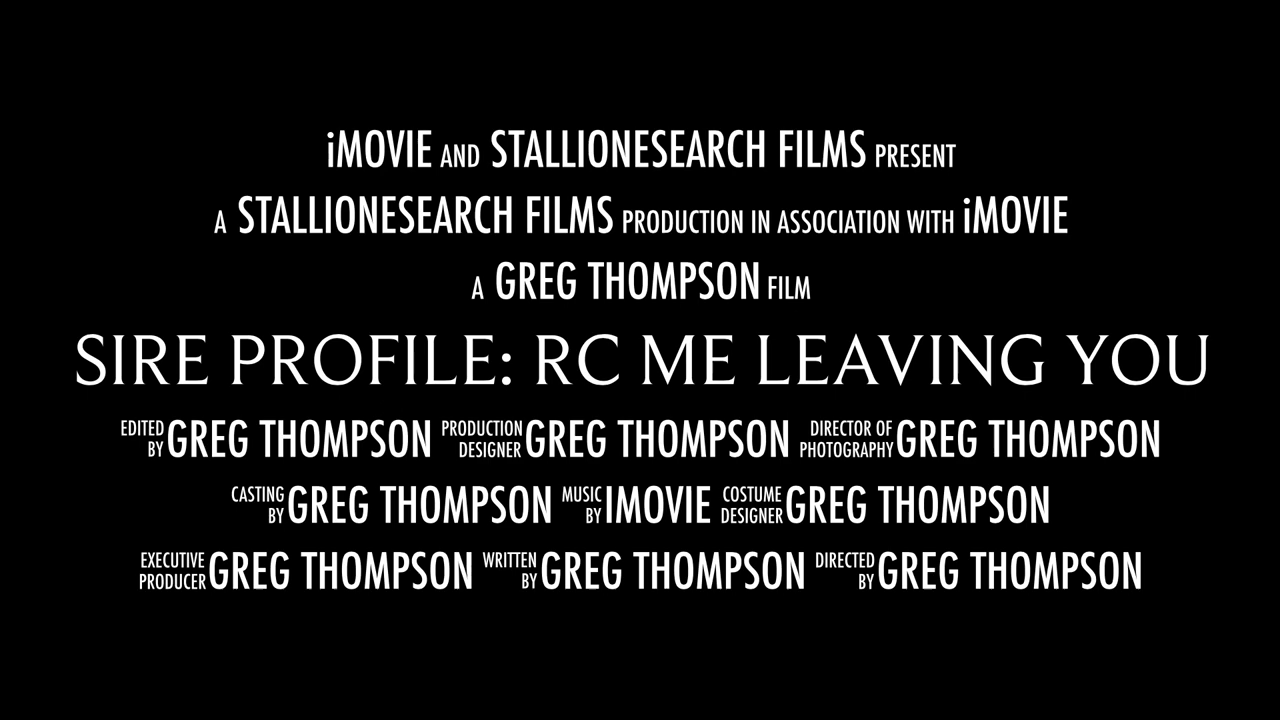 iMOVIE AND STALLIONESEARCH FILMS PRESENT
A STALLIONESEARCH FILMS PRODUCTION IN ASSOCIATION WITH iMOVIE
A GREG THOMPSON FILM
SIRE PROFILE: RC ME LEAVING YOU
EDITED BY GREG THOMPSON PRODUCTION DESIGNER GREG THOMPSON DIRECTOR OF PHOTOGRAPHY GREG THOMPSON
CASTING BY GREG THOMPSON MUSIC BY IMOVIE COSTUME DESIGNER GREG THOMPSON
EXECUTIVE PRODUCER GREG THOMPSON WRITTEN BY GREG THOMPSON DIRECTED BY GREG THOMPSON